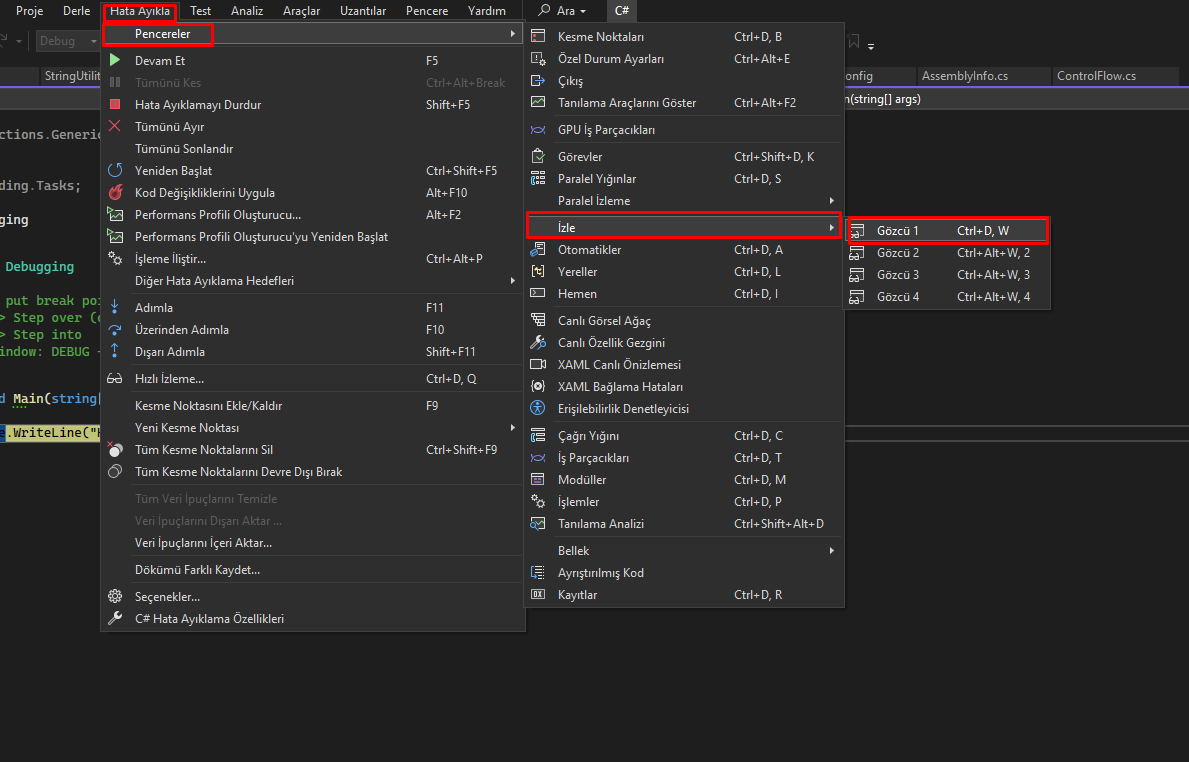 Proje Derle Hata Ayıkla Test Analiz Araçlar Uzantılar Pencere Yardım Ara C#
Debug
StringUtilit
onfig AssemblyInfo.cs ControlFlow.cs
n(string[] args)
ctions.Generic
ding.Tasks;
ging
Debugging
put break poi
> Step over (
> Step into
indow: DEBUG -
d Main(string[
.WriteLine("
Pencereler
Devam Et F5
Tümünü Kes Ctrl+Alt+Break
Hata Ayıklamayı Durdur Shift+F5
Tümünü Ayır
Tümünü Sonlandır
Yeniden Başlat Ctrl+Shift+F5
Kod Değişikliklerini Uygula Alt+F10
Performans Profili Oluşturucu... Alt+F2
Performans Profili Oluşturucu'yu Yeniden Başlat
İşleme İliştir... Ctrl+Alt+P
Diğer Hata Ayıklama Hedefleri
Adımla F11
Üzerinden Adımla F10
Dışarı Adımla Shift+F11
Hızlı İzleme... Ctrl+D, Q
Kesme Noktasını Ekle/Kaldır F9
Yeni Kesme Noktası
Tüm Kesme Noktalarını Sil Ctrl+Shift+F9
Tüm Kesme Noktalarını Devre Dışı Bırak
Tüm Veri İpuçlarını Temizle
Veri İpuçlarını Dışarı Aktar ...
Veri İpuçlarını İçeri Aktar...
Dökümü Farklı Kaydet...
Seçenekler...
C# Hata Ayıklama Özellikleri
Kesme Noktaları Ctrl+D, B
Özel Durum Ayarları Ctrl+Alt+E
Çıkış
Tanılama Araçlarını Göster Ctrl+Alt+F2
GPU İş Parçacıkları
Görevler Ctrl+Shift+D, K
Paralel Yığınlar Ctrl+D, S
Paralel İzleme
İzle
Otomatikler Ctrl+D, A
Yereller Ctrl+D, L
Hemen Ctrl+D, I
Canlı Görsel Ağaç
Canlı Özellik Gezgini
XAML Canlı Önizlemesi
XAML Bağlama Hataları
Erişilebilirlik Denetleyicisi
Çağrı Yığını Ctrl+D, C
İş Parçacıkları Ctrl+D, T
Modüller Ctrl+D, M
İşlemler Ctrl+D, P
Tanılama Analizi Ctrl+Shift+Alt+D
Bellek
Ayrıştırılmış Kod
Kayıtlar Ctrl+D, R
Gözcü 1 Ctrl+D, W
Gözcü 2 Ctrl+Alt+W, 2
Gözcü 3 Ctrl+Alt+W, 3
Gözcü 4 Ctrl+Alt+W, 4